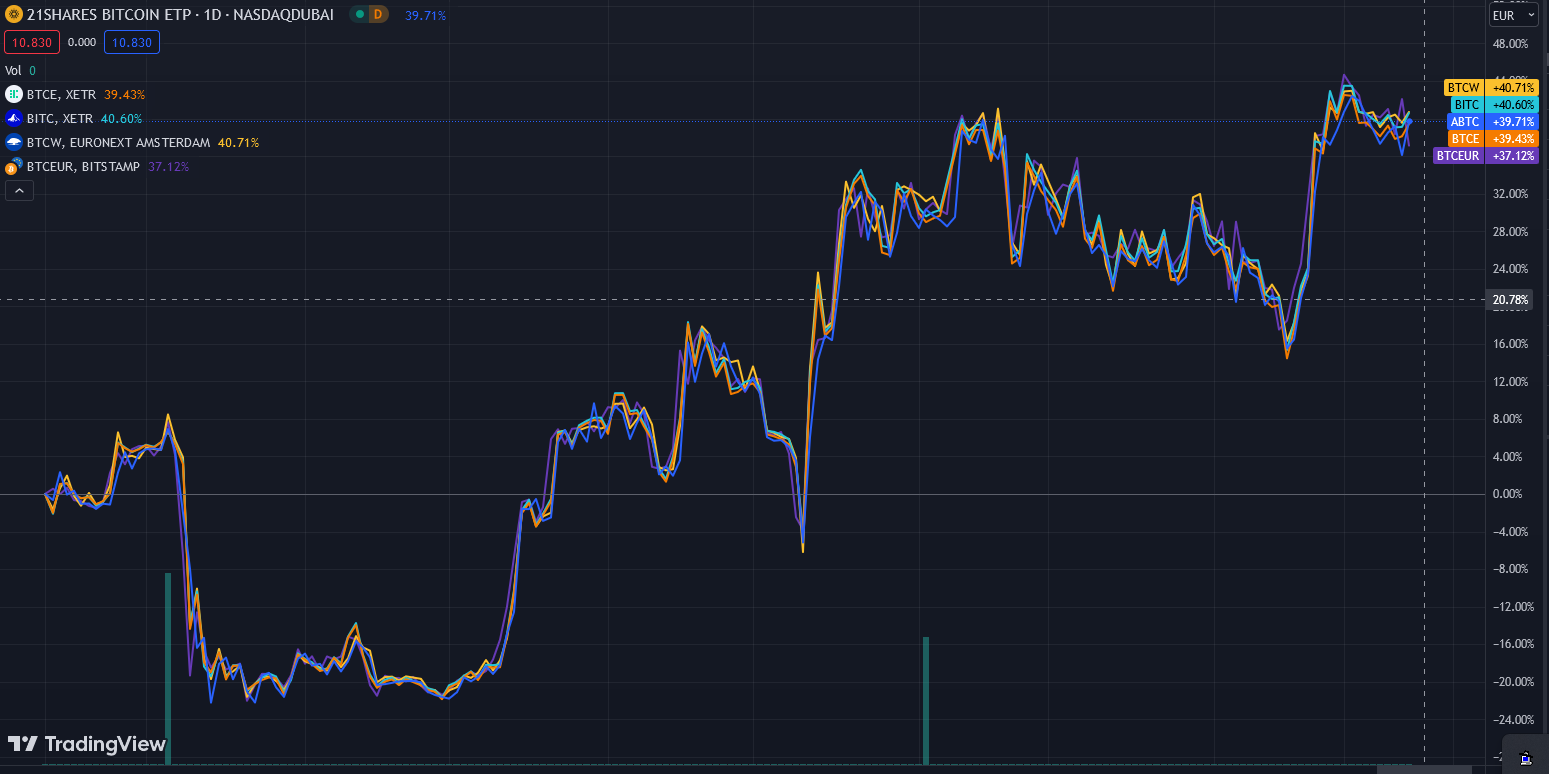 21SHARES BITCOIN ETP · 1D · NASDAQDUBAI D 39.71%
EUR
10.830 0.000 10.830
48.00%
Vol 0
BTCE, XETR 39.43%
BTCW +40.71%
BITC, XETR 40.60%
BITC +40.60%
ABTC +39.71%
BTCW, EURONEXT AMSTERDAM 40.71%
BTCE +39.43%
BTCEUR +37.12%
BTCEUR, BITSTAMP 37.12%
32.00%
28.00%
24.00%
20.78%
16.00%
12.00%
8.00%
4.00%
0.00%
−4.00%
−8.00%
−12.00%
−16.00%
−20.00%
−24.00%
TradingView